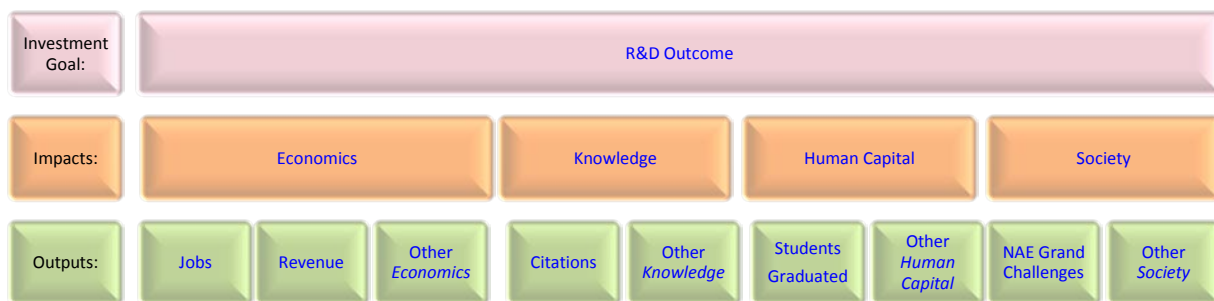 Investment
Goal:
R&D Outcome
Impacts:
Economics
Knowledge
Human Capital
Society
Outputs:
Jobs
Revenue
Other
Economics
Citations
Other
Knowledge
Students
Graduated
Other
Human
Capital
NAE Grand
Challenges
Other
Society